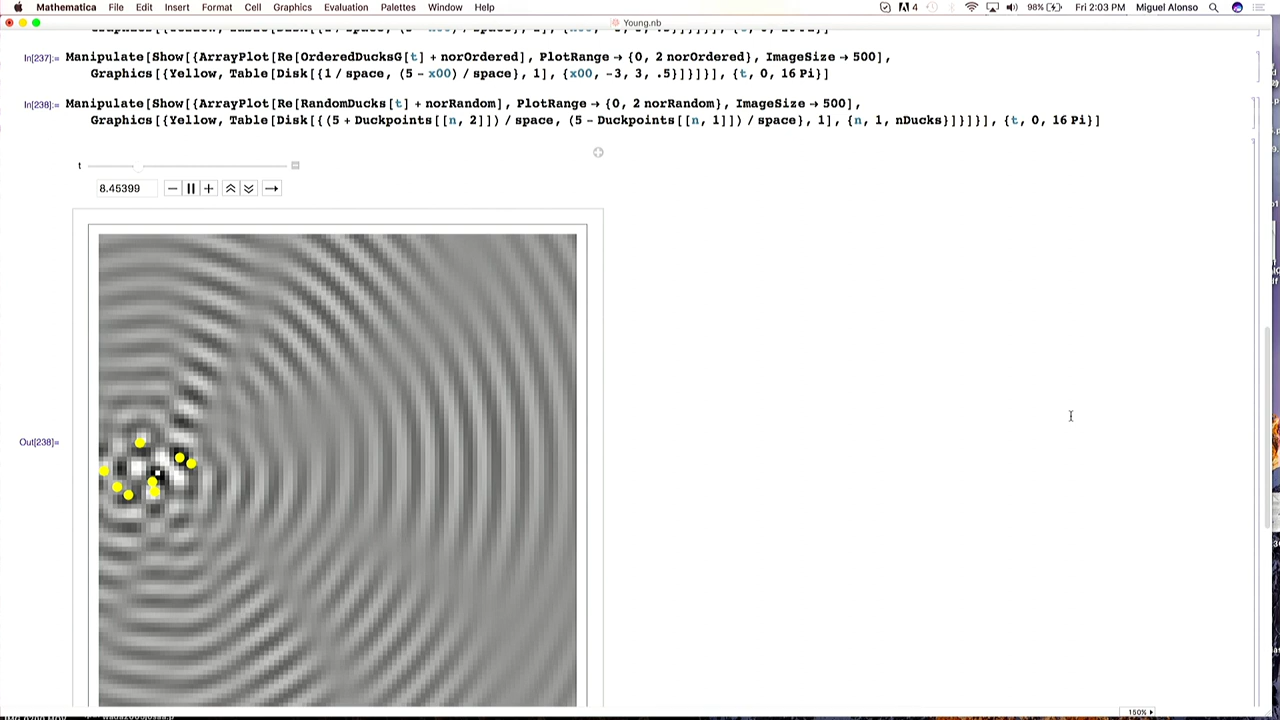 Mathematica File Edit Insert Format Cell Graphics Evaluation Palettes Window Help 4 98% Fri 2:03 PM Miguel Alonso
Young.nb
In[237]:= Manipulate[Show[{ArrayPlot[Re[OrderedDucksG[t] + norOrdered], PlotRange → {0, 2 norOrdered}, ImageSize → 500],
Graphics[{Yellow, Table[Disk[{1 / space, (5 - x00) / space}, 1], {x00, -3, 3, .5}]}]}], {t, 0, 16 Pi}]
In[238]:= Manipulate[Show[{ArrayPlot[Re[RandomDucks[t] + norRandom], PlotRange → {0, 2 norRandom}, ImageSize → 500],
Graphics[{Yellow, Table[Disk[{(5 + Duckpoints[[n, 2]]) / space, (5 - Duckpoints[[n, 1]]) / space}, 1], {n, 1, nDucks}]}]}], {t, 0, 16 Pi}]
t
8.45399
Out[238]=
150%